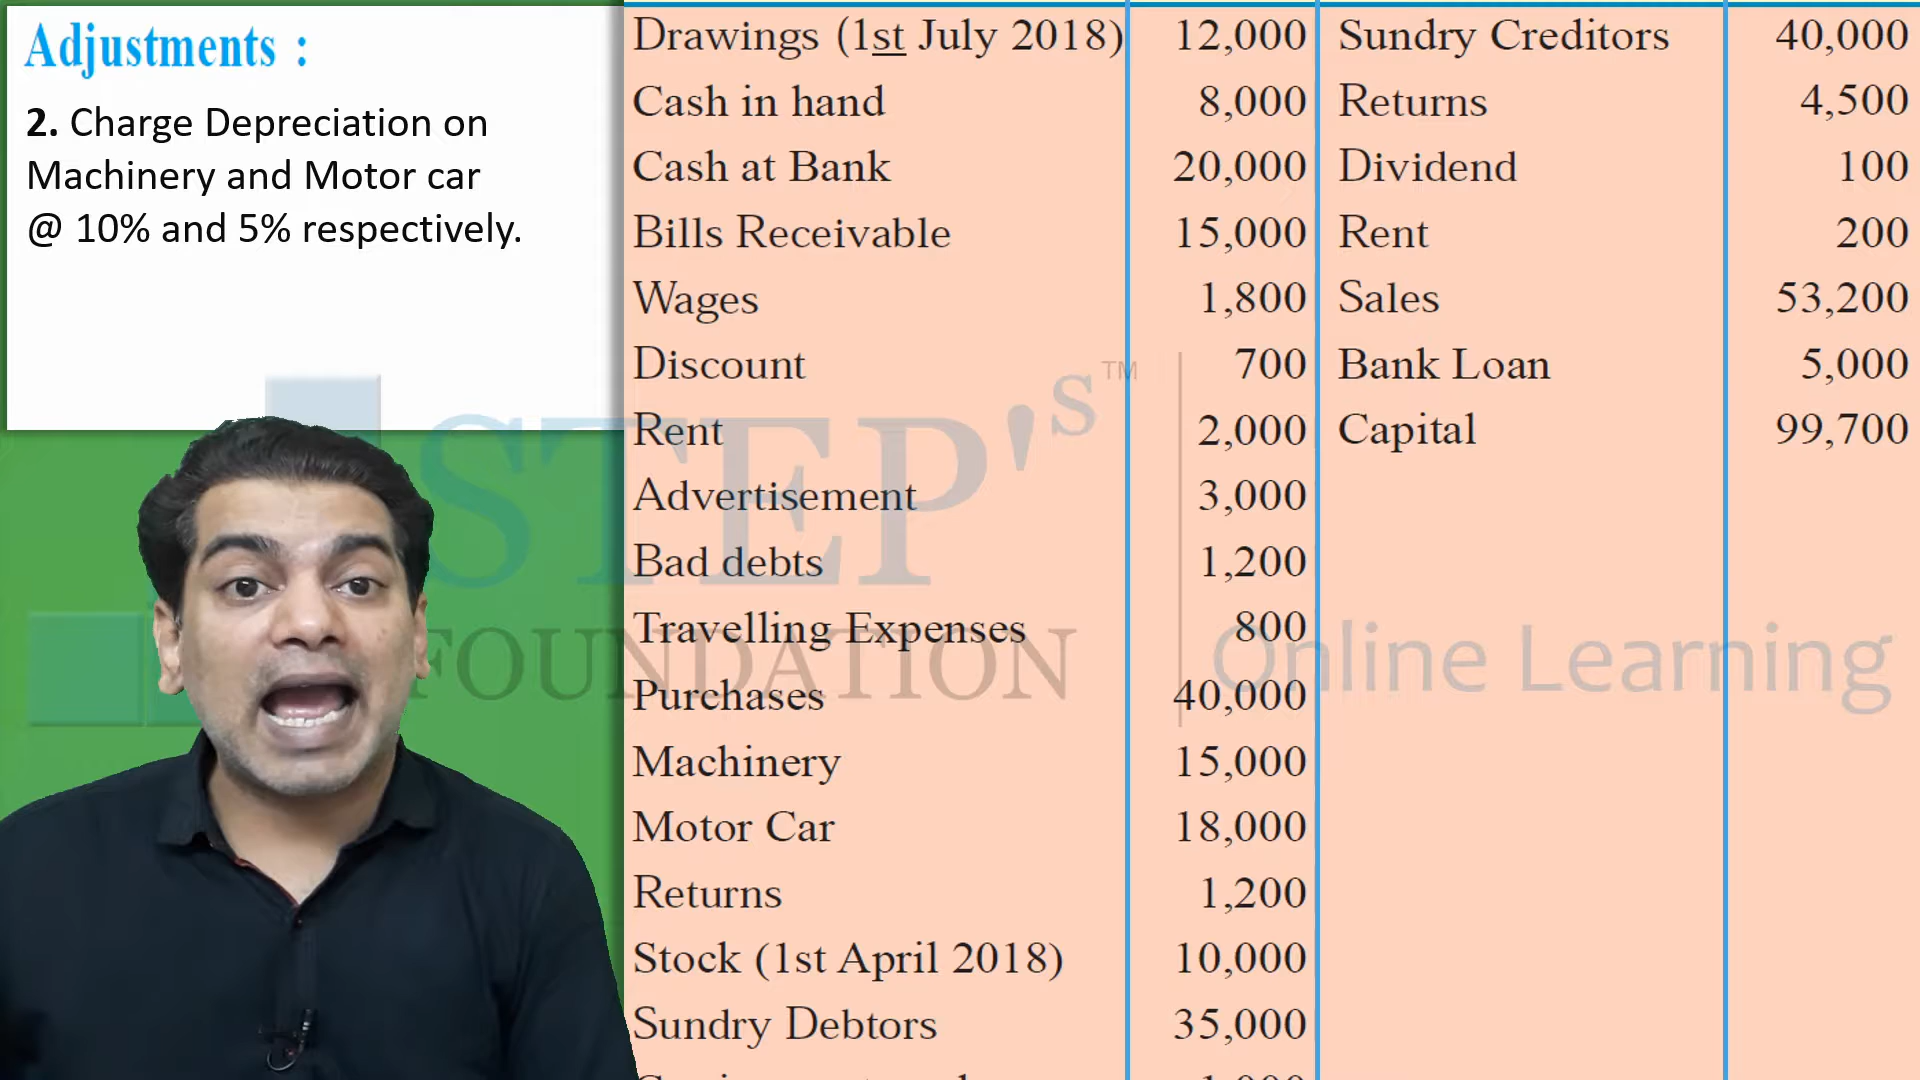 Adjustments :
2. Charge Depreciation on
Machinery and Motor car
@ 10% and 5% respectively.
Drawings (1st July 2018) 12,000 Sundry Creditors 40,000
Cash in hand 8,000 Returns 4,500
Cash at Bank 20,000 Dividend 100
Bills Receivable 15,000 Rent 200
Wages 1,800 Sales 53,200
Discount 700 Bank Loan 5,000
Rent 2,000 Capital 99,700
Advertisement 3,000
Bad debts 1,200
Travelling Expenses 800
Purchases 40,000
Machinery 15,000
Motor Car 18,000
Returns 1,200
Stock (1st April 2018) 10,000
Sundry Debtors 35,000
STEP's™
FOUNDATION
Online Learning